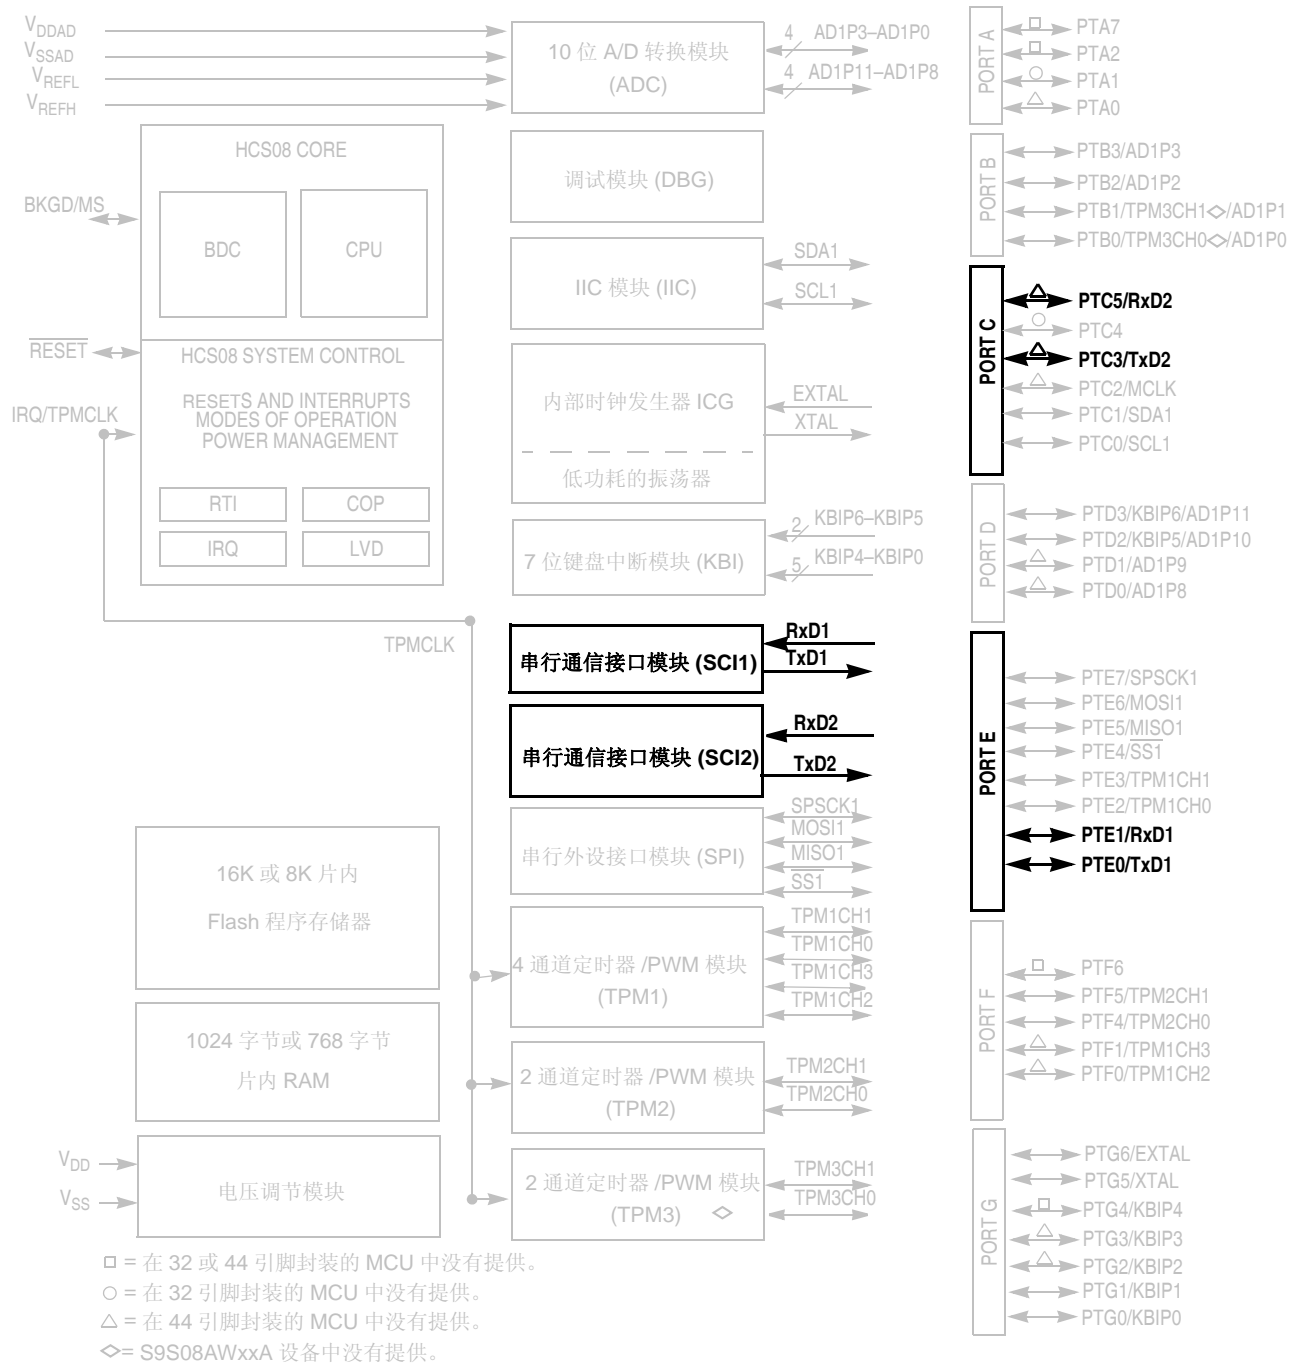 V_DDAD
V_SSAD
V_REFL
V_REFH
10 位 A/D 转换模块
(ADC)
4 AD1P3–AD1P0
4 AD1P11–AD1P8
HCS08 CORE
BDC
CPU
BKGD/MS
RESET
IRQ/TPMCLK
HCS08 SYSTEM CONTROL
RESETS AND INTERRUPTS
MODES OF OPERATION
POWER MANAGEMENT
RTI
COP
IRQ
LVD
TPMCLK
调试模块 (DBG)
IIC 模块 (IIC)
SDA1
SCL1
内部时钟发生器 ICG
低功耗的振荡器
EXTAL
XTAL
7 位键盘中断模块 (KBI)
2 KBIP6–KBIP5
5 KBIP4–KBIP0
串行通信接口模块 (SCI1)
RxD1
TxD1
串行通信接口模块 (SCI2)
RxD2
TxD2
串行外设接口模块 (SPI)
SPSCK1
MOSI1
MISO1
SS1
4 通道定时器 /PWM 模块
(TPM1)
TPM1CH1
TPM1CH0
TPM1CH3
TPM1CH2
2 通道定时器 /PWM 模块
(TPM2)
TPM2CH1
TPM2CH0
2 通道定时器 /PWM 模块
(TPM3) ◇
TPM3CH1
TPM3CH0
16K 或 8K 片内
Flash 程序存储器
1024 字节或 768 字节
片内 RAM
V_DD
V_SS
电压调节模块
PORT A
PTA7
PTA2
PTA1
PTA0
PORT B
PTB3/AD1P3
PTB2/AD1P2
PTB1/TPM3CH1◇/AD1P1
PTB0/TPM3CH0◇/AD1P0
PORT C
PTC5/RxD2
PTC4
PTC3/TxD2
PTC2/MCLK
PTC1/SDA1
PTC0/SCL1
PORT D
PTD3/KBIP6/AD1P11
PTD2/KBIP5/AD1P10
PTD1/AD1P9
PTD0/AD1P8
PORT E
PTE7/SPSCK1
PTE6/MOSI1
PTE5/MISO1
PTE4/SS1
PTE3/TPM1CH1
PTE2/TPM1CH0
PTE1/RxD1
PTE0/TxD1
PORT F
PTF6
PTF5/TPM2CH1
PTF4/TPM2CH0
PTF1/TPM1CH3
PTF0/TPM1CH2
PORT G
PTG6/EXTAL
PTG5/XTAL
PTG4/KBIP4
PTG3/KBIP3
PTG2/KBIP2
PTG1/KBIP1
PTG0/KBIP0
□ = 在 32 或 44 引脚封装的 MCU 中没有提供。
○ = 在 32 引脚封装的 MCU 中没有提供。
△ = 在 44 引脚封装的 MCU 中没有提供。
◇= S9S08AWxxA 设备中没有提供。